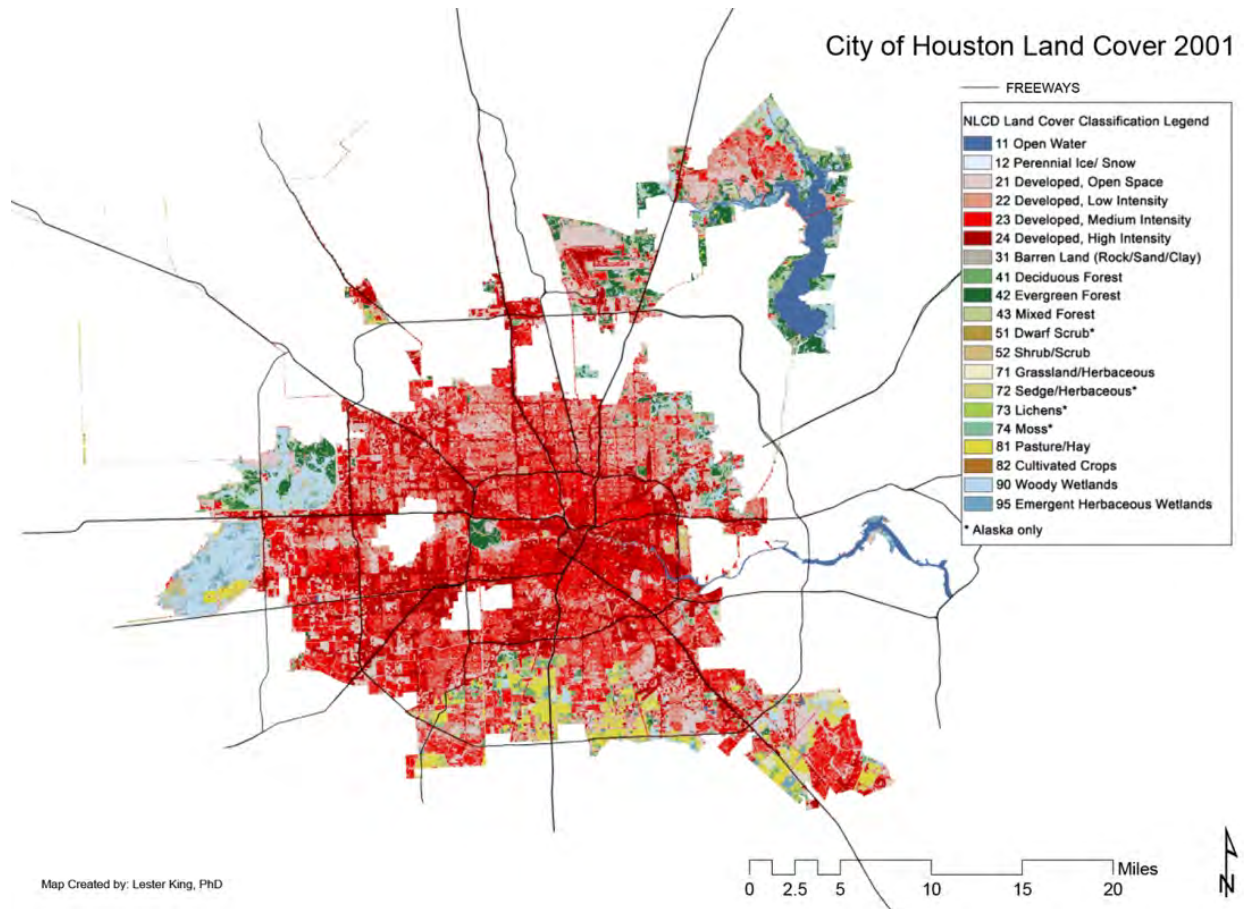 City of Houston Land Cover 2001
FREEWAYS
NLCD Land Cover Classification Legend
11 Open Water
12 Perennial Ice/ Snow
21 Developed, Open Space
22 Developed, Low Intensity
23 Developed, Medium Intensity
24 Developed, High Intensity
31 Barren Land (Rock/Sand/Clay)
41 Deciduous Forest
42 Evergreen Forest
43 Mixed Forest
51 Dwarf Scrub*
52 Shrub/Scrub
71 Grassland/Herbaceous
72 Sedge/Herbaceous*
73 Lichens*
74 Moss*
81 Pasture/Hay
82 Cultivated Crops
90 Woody Wetlands
95 Emergent Herbaceous Wetlands
* Alaska only
Map Created by: Lester King, PhD
Miles
0 2.5 5 10 15 20
N